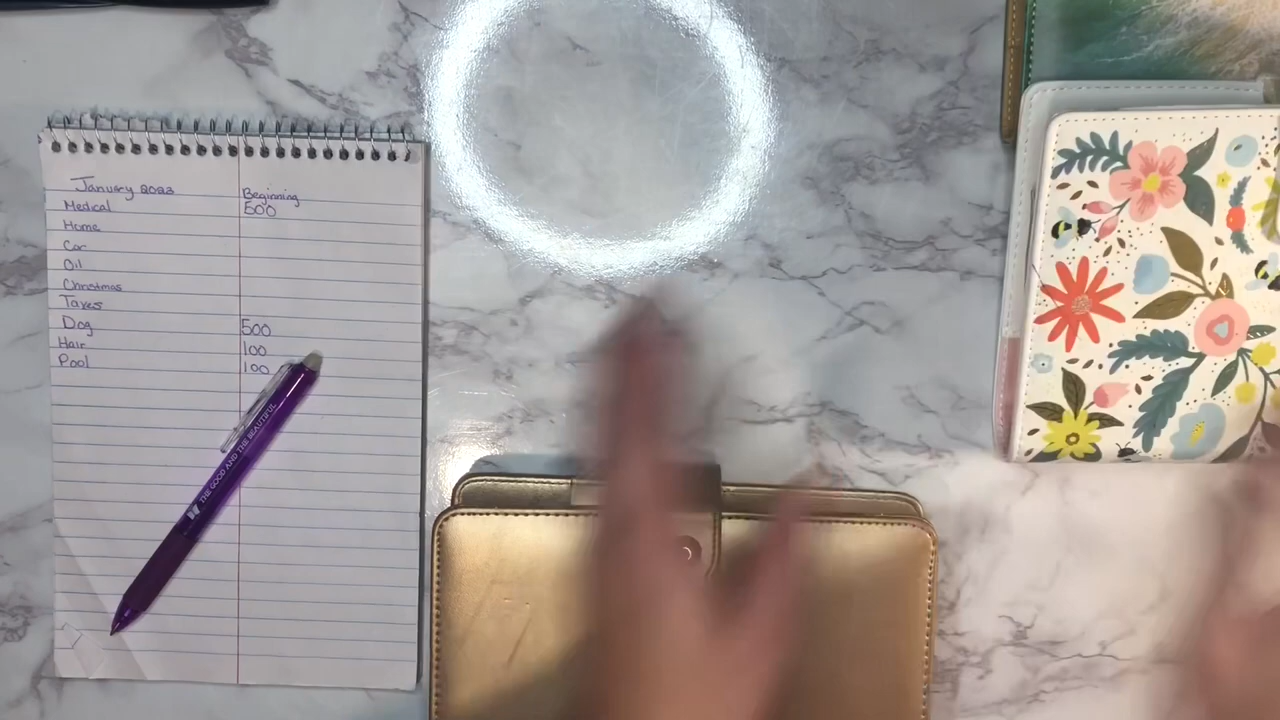 January 2023 Beginning
Medical 500
Home
Car
Oil
Christmas
Taxes
Dog 500
Hair 100
Pool 100
THE GOOD AND THE BEAUTIFUL